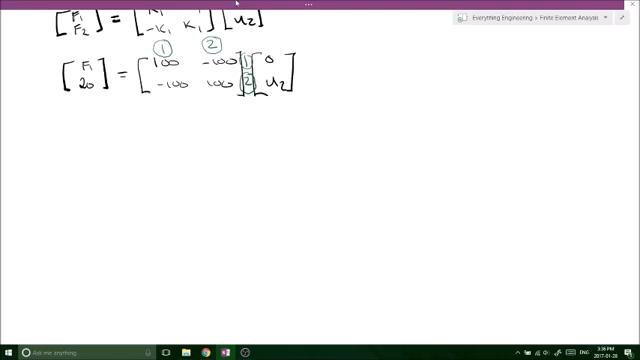 F₁ = K₁
F₂ -K₁ K₁ u₂
① ②
F₁ = 100 -100 ① 0
20 -100 100 ② u₂
Everything Engineering » Finite Element Analysis
Ask me anything
ENG
3:36 PM
2017-01-28